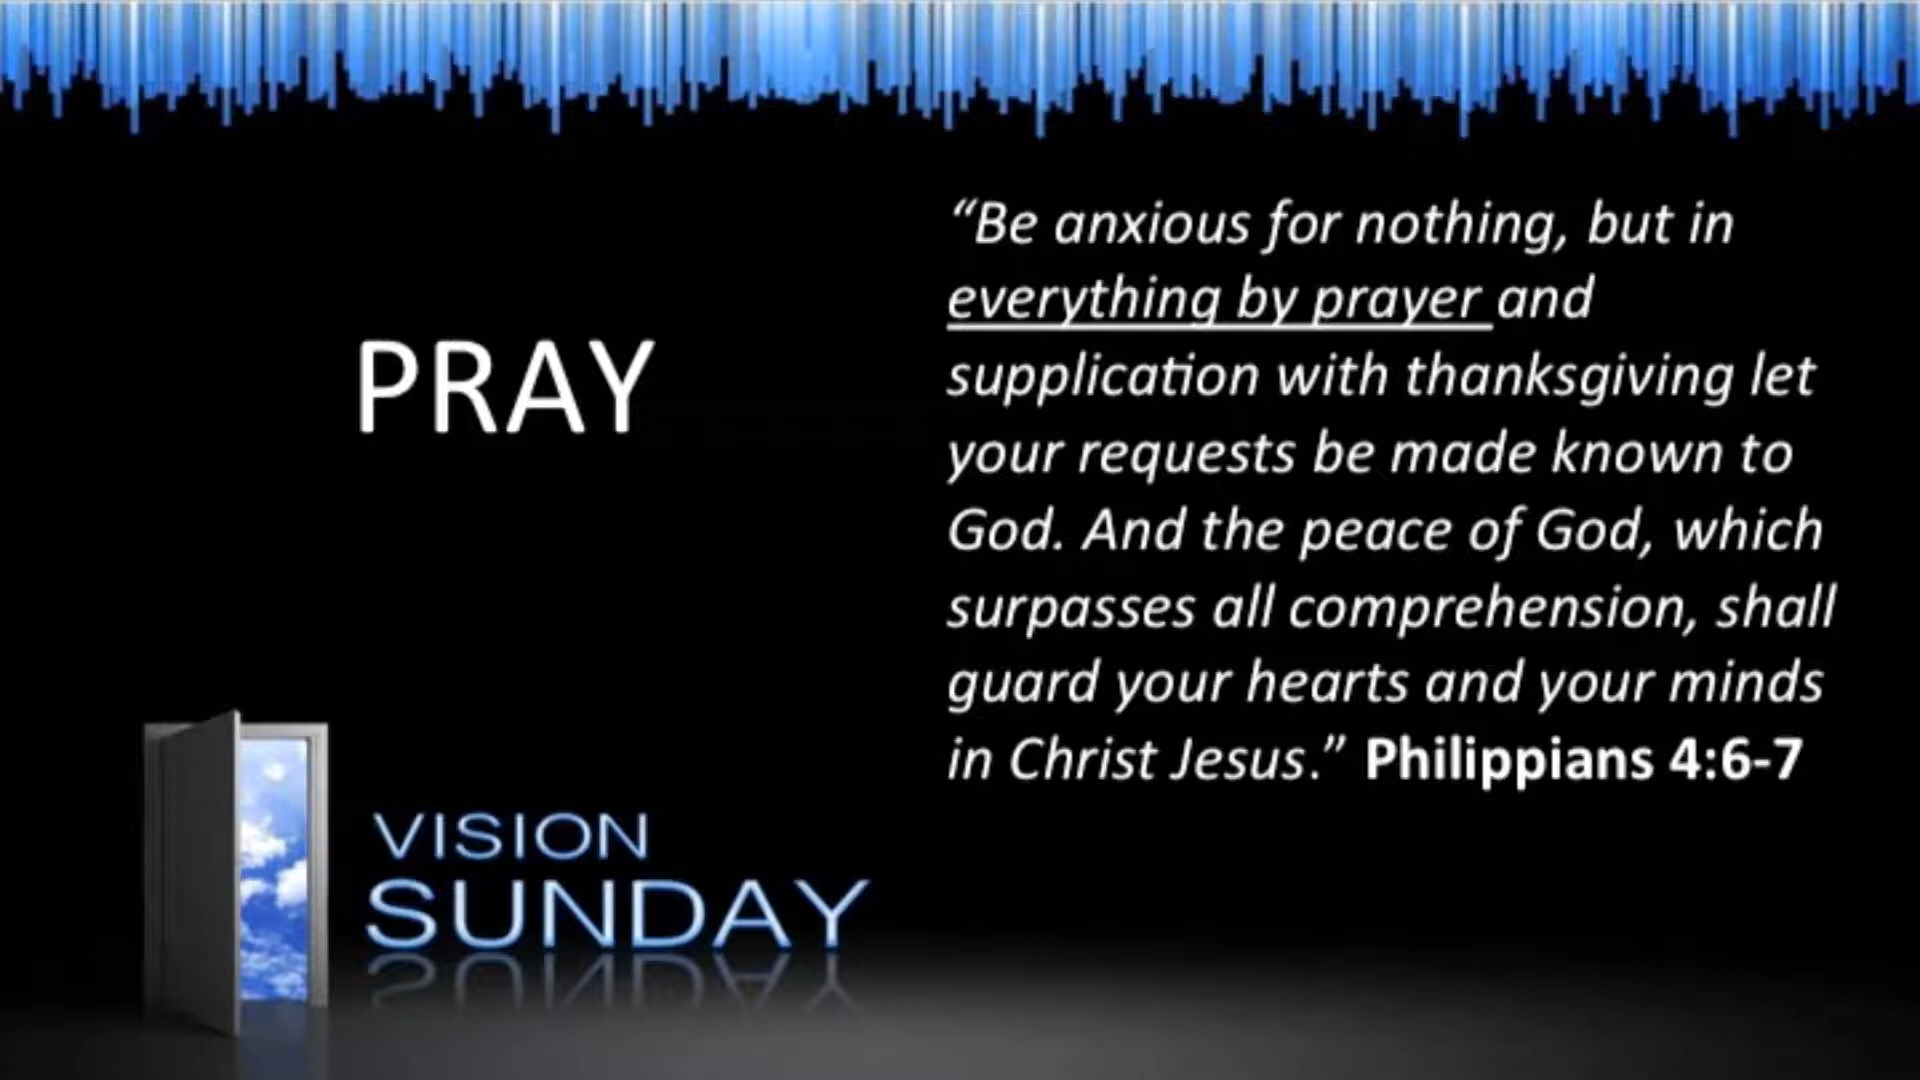 PRAY
“Be anxious for nothing, but in
everything by prayer and
supplication with thanksgiving let
your requests be made known to
God. And the peace of God, which
surpasses all comprehension, shall
guard your hearts and your minds
in Christ Jesus.” Philippians 4:6-7
VISION
SUNDAY